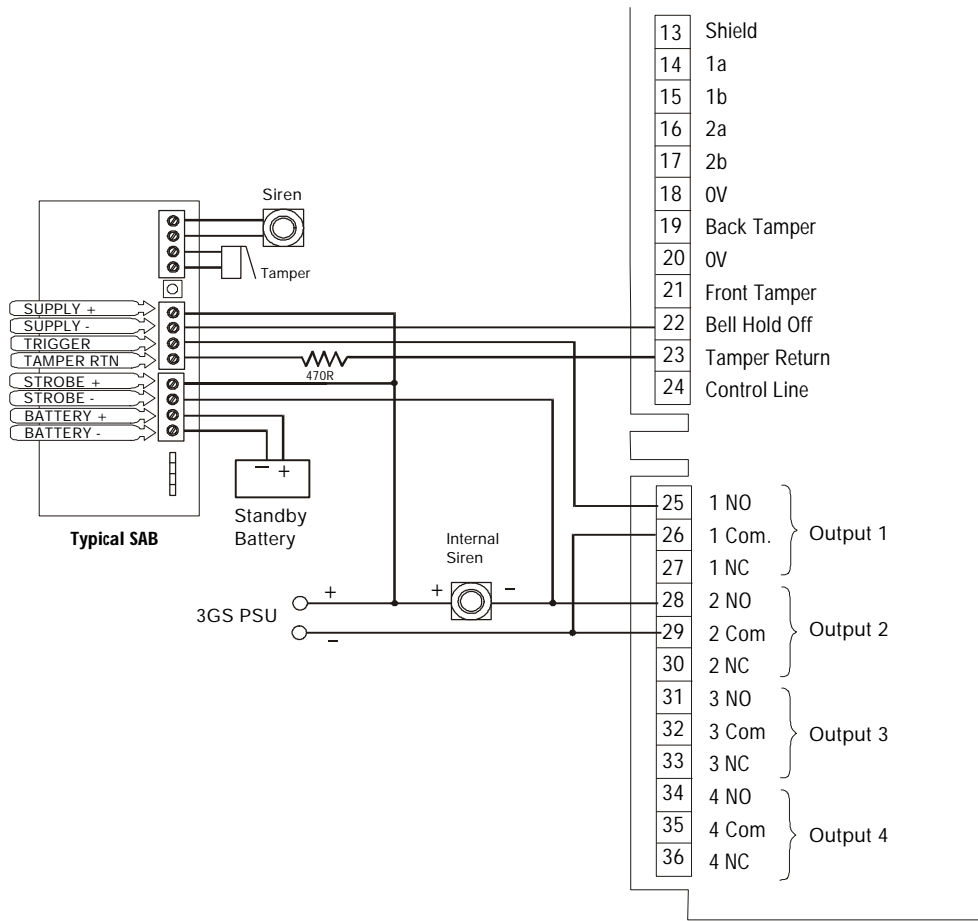 Siren
Tamper
SUPPLY +
SUPPLY -
TRIGGER
TAMPER RTN
STROBE +
STROBE -
BATTERY +
BATTERY -
470R
− +
Standby
Battery
Typical SAB
Internal
Siren
+ −
3GS PSU
+
−
13 Shield
14 1a
15 1b
16 2a
17 2b
18 0V
19 Back Tamper
20 0V
21 Front Tamper
22 Bell Hold Off
23 Tamper Return
24 Control Line
25 1 NO
26 1 Com.
27 1 NC
Output 1
28 2 NO
29 2 Com
30 2 NC
Output 2
31 3 NO
32 3 Com
33 3 NC
Output 3
34 4 NO
35 4 Com
36 4 NC
Output 4